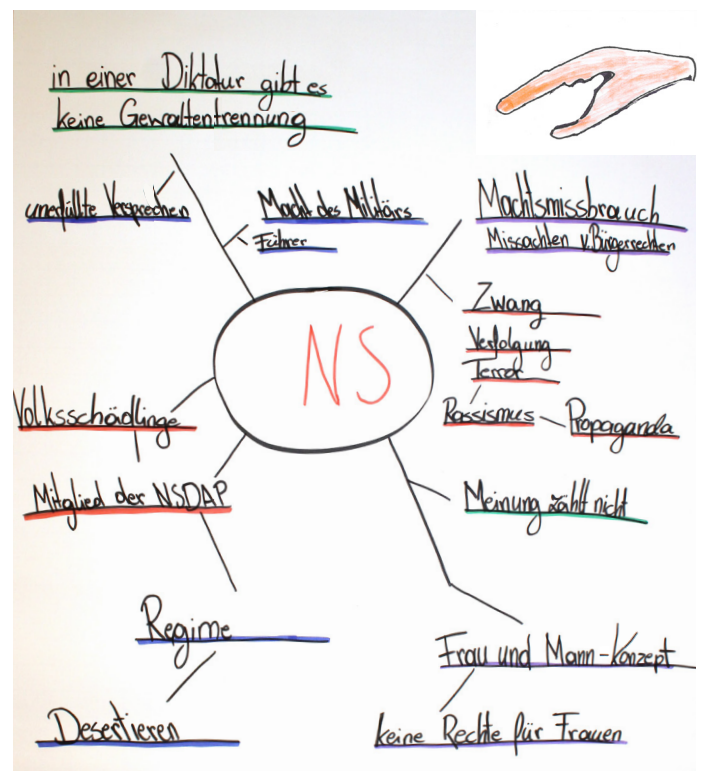 in einer Diktatur gibt es
keine Gewaltentrennung
unerfüllte Versprechen
Macht des Militärs
Führer
Machtsmissbrauch
Missachten v. Bürgerrechten
Zwang
Verfolgung
Terror
Rassismus
Propaganda
NS
Volksschädlinge
Mitglied der NSDAP
Meinung zählt nicht
Regime
Frau und Mann-Konzept
Desertieren
keine Rechte für Frauen